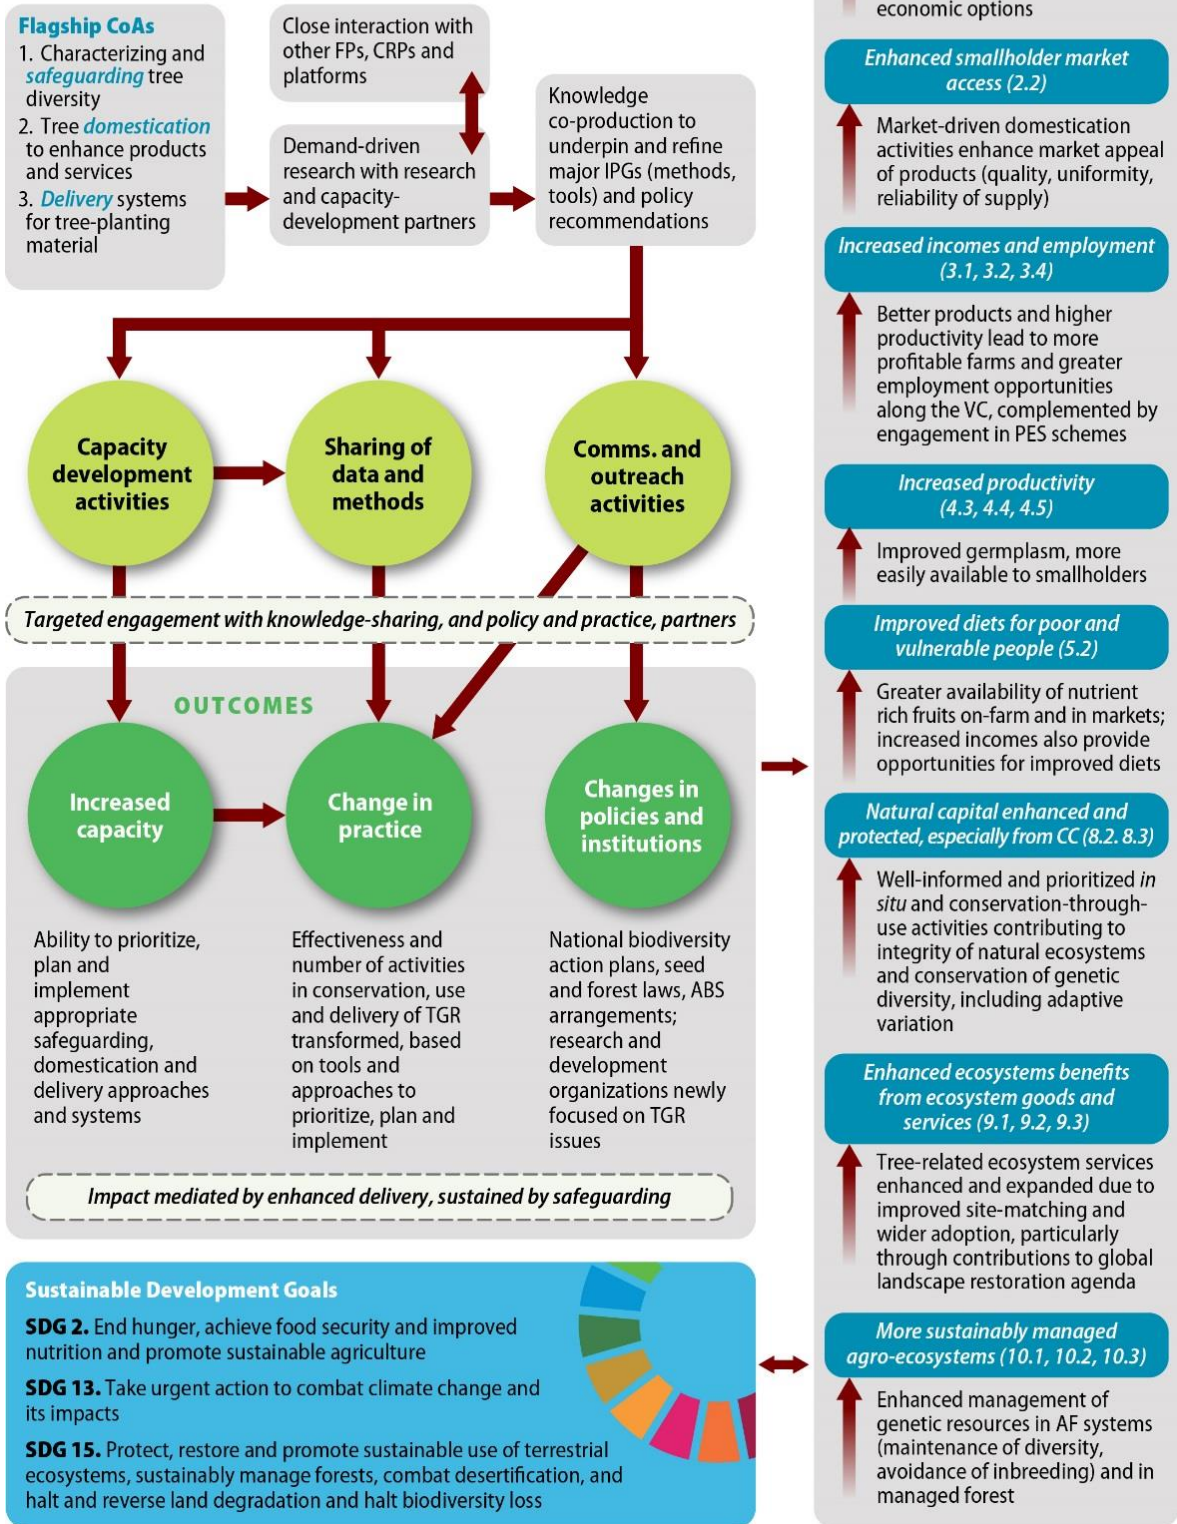 Flagship CoAs
1. Characterizing and
safeguarding tree
diversity
2. Tree domestication
to enhance products
and services
3. Delivery systems
for tree-planting
material
Close interaction with
other FPs, CRPs and
platforms
Demand-driven
research with research
and capacity-
development partners
Knowledge
co-production to
underpin and refine
major IPGs (methods,
tools) and policy
recommendations
Capacity
development
activities
Sharing of
data and
methods
Comms. and
outreach
activities
Targeted engagement with knowledge-sharing, and policy and practice, partners
OUTCOMES
Increased
capacity
Change in
practice
Changes in
policies and
institutions
Ability to prioritize,
plan and
implement
appropriate
safeguarding,
domestication and
delivery approaches
and systems
Effectiveness and
number of activities
in conservation, use
and delivery of TGR
transformed, based
on tools and
approaches to
prioritize, plan and
implement
National biodiversity
action plans, seed
and forest laws, ABS
arrangements;
research and
development
organizations newly
focused on TGR
issues
Impact mediated by enhanced delivery, sustained by safeguarding
Sustainable Development Goals
SDG 2. End hunger, achieve food security and improved
nutrition and promote sustainable agriculture
SDG 13. Take urgent action to combat climate change and
its impacts
SDG 15. Protect, restore and promote sustainable use of terrestrial
ecosystems, sustainably manage forests, combat desertification, and
halt and reverse land degradation and halt biodiversity loss
economic options
Enhanced smallholder market
access (2.2)
Market-driven domestication
activities enhance market appeal
of products (quality, uniformity,
reliability of supply)
Increased incomes and employment
(3.1, 3.2, 3.4)
Better products and higher
productivity lead to more
profitable farms and greater
employment opportunities
along the VC, complemented by
engagement in PES schemes
Increased productivity
(4.3, 4.4, 4.5)
Improved germplasm, more
easily available to smallholders
Improved diets for poor and
vulnerable people (5.2)
Greater availability of nutrient
rich fruits on-farm and in markets;
increased incomes also provide
opportunities for improved diets
Natural capital enhanced and
protected, especially from CC (8.2. 8.3)
Well-informed and prioritized in
situ and conservation-through-
use activities contributing to
integrity of natural ecosystems
and conservation of genetic
diversity, including adaptive
variation
Enhanced ecosystems benefits
from ecosystem goods and
services (9.1, 9.2, 9.3)
Tree-related ecosystem services
enhanced and expanded due to
improved site-matching and
wider adoption, particularly
through contributions to global
landscape restoration agenda
More sustainably managed
agro-ecosystems (10.1, 10.2, 10.3)
Enhanced management of
genetic resources in AF systems
(maintenance of diversity,
avoidance of inbreeding) and in
managed forest